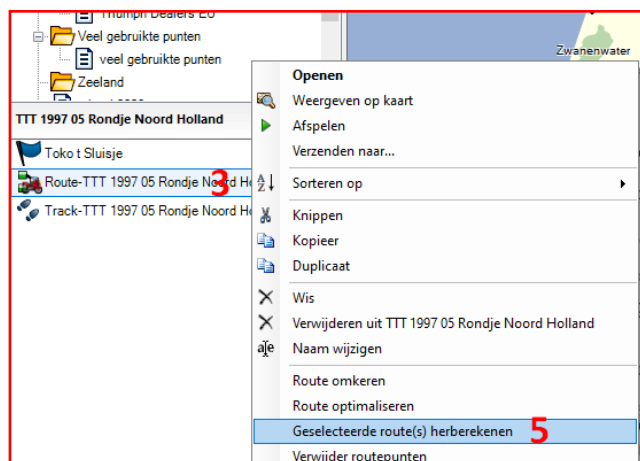 Triumph Dealers EU
Veel gebruikte punten
veel gebruikte punten
Zeeland
TTT 1997 05 Rondje Noord Holland
Toko t Sluisje
Route-TTT 1997 05 Rondje Noord
3
Track-TTT 1997 05 Rondje Noord
Zwanenwater
Openen
Weergeven op kaart
Afspelen
Verzenden naar...
Sorteren op
Knippen
Kopieer
Duplicaat
Wis
Verwijderen uit TTT 1997 05 Rondje Noord Holland
Naam wijzigen
Route omkeren
Route optimaliseren
Geselecteerde route(s) herberekenen 5
Verwijder routepunten